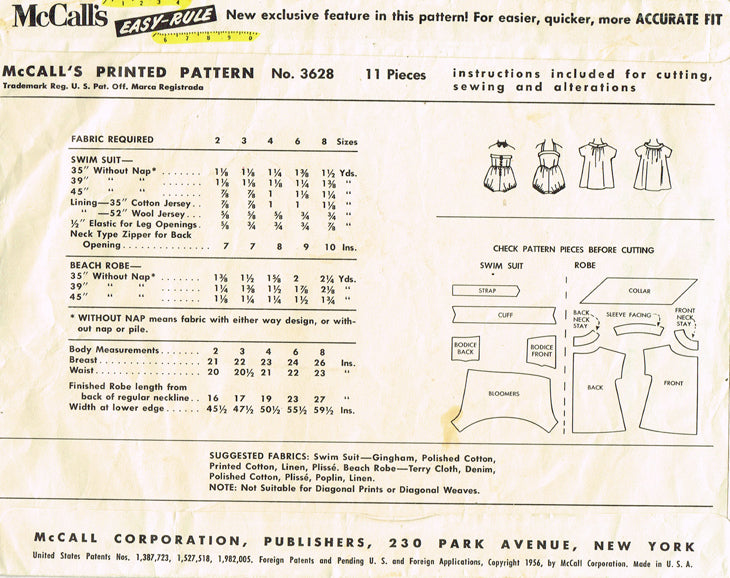 McCall's EASY-RULE New exclusive feature in this pattern! For easier, quicker, more ACCURATE FIT
1 2 3 4
6 7 8 9 0
McCALL'S PRINTED PATTERN No. 3628 11 Pieces instructions included for cutting,
Trademark Reg. U. S. Pat. Off. Marca Registrada sewing and alterations
FABRIC REQUIRED 2 3 4 6 8 Sizes
SWIM SUIT—
35" Without Nap* ....... 1⅛ 1⅛ 1¼ 1⅜ 1½ Yds.
39" " " ....... 1⅛ 1⅛ 1⅛ 1¼ 1⅜ "
45" " " ....... ⅞ ⅞ 1 1⅛ 1¼ "
Lining—35" Cotton Jersey.. ⅞ ⅞ 1 1 1⅛ "
" —52" Wool Jersey... ⅝ ⅝ ⅝ ¾ ¾ "
½" Elastic for Leg Openings. ⅝ ¾ ¾ ¾ ⅞ "
Neck Type Zipper for Back
Opening............... 7 7 8 9 10 Ins.
BEACH ROBE—
35" Without Nap* ....... 1⅜ 1½ 1⅝ 2 2¼ Yds.
39" " " ....... 1¼ 1⅜ 1½ 1⅞ 2⅛ "
45" " " ....... 1⅛ 1¼ 1¼ 1½ 1¾ "
* WITHOUT NAP means fabric with either way design, or with-
out nap or pile.
Body Measurements....... 2 3 4 6 8
Breast.................. 21 22 23 24 26 Ins.
Waist................... 20 20½ 21 22 23 "
Finished Robe length from
back of regular neckline.. 16 17 19 23 27 "
Width at lower edge...... 45½ 47½ 50½ 55½ 59½ Ins.
CHECK PATTERN PIECES BEFORE CUTTING
SWIM SUIT
STRAP
CUFF
BODICE
BACK
BODICE
FRONT
BLOOMERS
ROBE
COLLAR
BACK
NECK
STAY
SLEEVE FACING
FRONT
NECK
STAY
BACK
FRONT
SUGGESTED FABRICS: Swim Suit—Gingham, Polished Cotton,
Printed Cotton, Linen, Plissé. Beach Robe—Terry Cloth, Denim,
Polished Cotton, Plissé, Poplin, Linen.
NOTE: Not Suitable for Diagonal Prints or Diagonal Weaves.
McCALL CORPORATION, PUBLISHERS, 230 PARK AVENUE, NEW YORK
United States Patents Nos. 1,387,723, 1,527,518, 1,982,005. Foreign Patents and Pending U. S. and Foreign Applications, Copyright 1956, by McCall Corporation. Made in U. S. A.